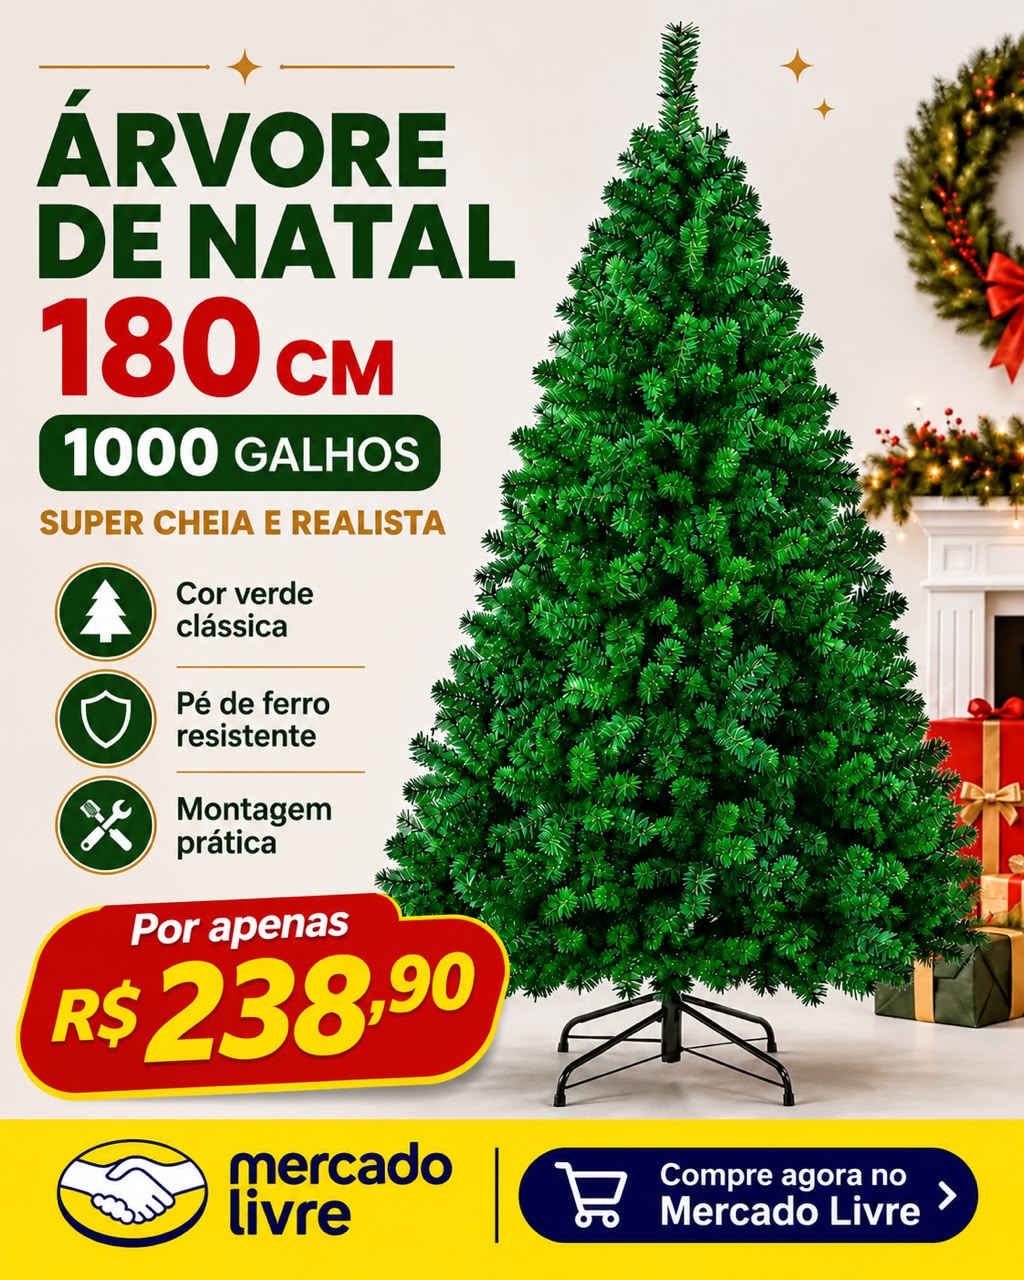 ÁRVORE
DE NATAL
180 CM
1000 GALHOS
SUPER CHEIA E REALISTA
Cor verde
clássica
Pé de ferro
resistente
Montagem
prática
Por apenas
R$ 238,90
mercado
livre
Compre agora no
Mercado Livre